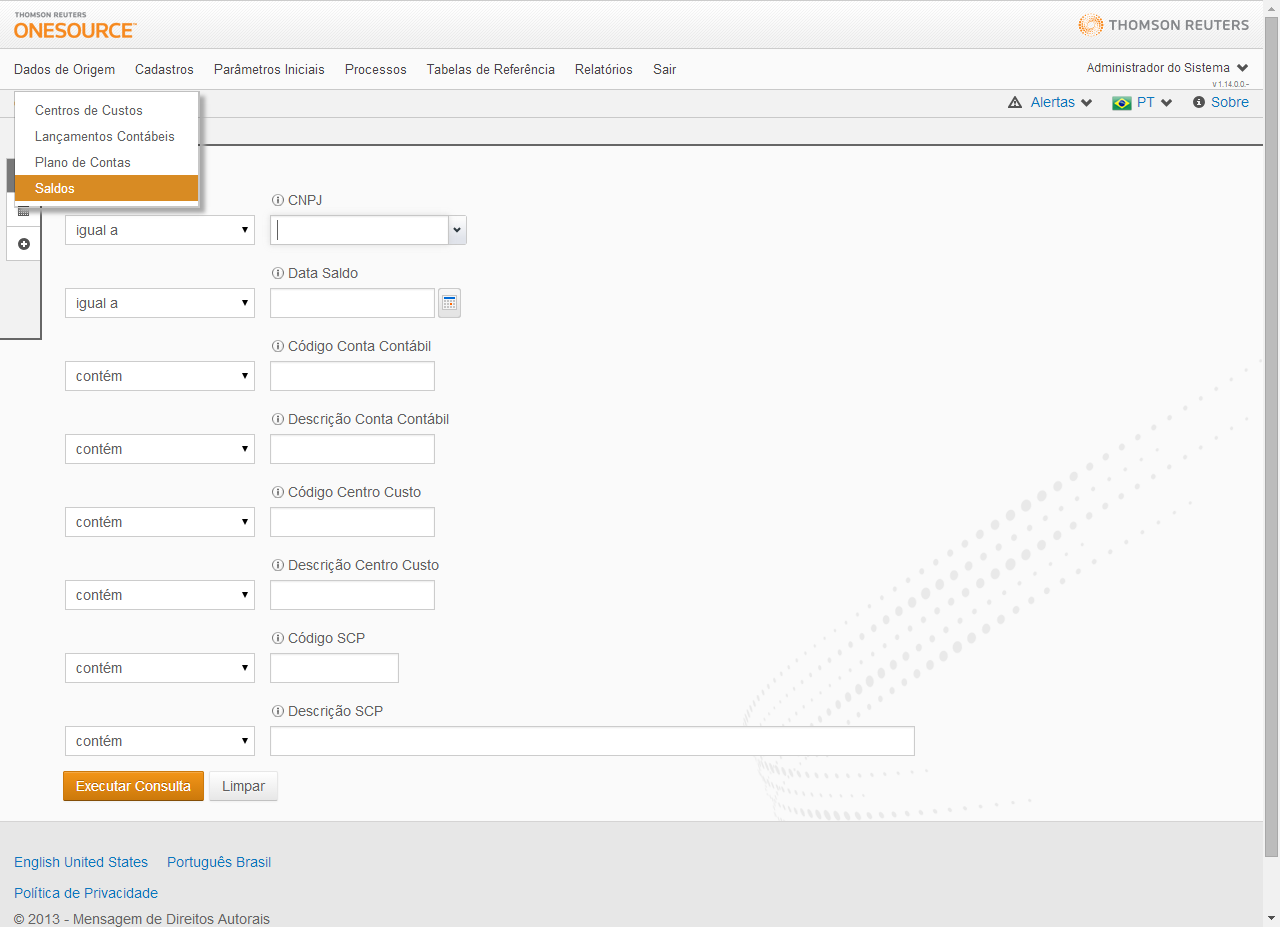 THOMSON REUTERS
ONESOURCE™
THOMSON REUTERS
Dados de Origem Cadastros Parâmetros Iniciais Processos Tabelas de Referência Relatórios Sair
Administrador do Sistema
v 1.14.0.0.-
Centros de Custos
Lançamentos Contábeis
Plano de Contas
Saldos
Alertas PT Sobre
CNPJ
igual a
Data Saldo
igual a
Código Conta Contábil
contém
Descrição Conta Contábil
contém
Código Centro Custo
contém
Descrição Centro Custo
contém
Código SCP
contém
Descrição SCP
contém
Executar Consulta Limpar
English United States Português Brasil
Política de Privacidade
© 2013 - Mensagem de Direitos Autorais